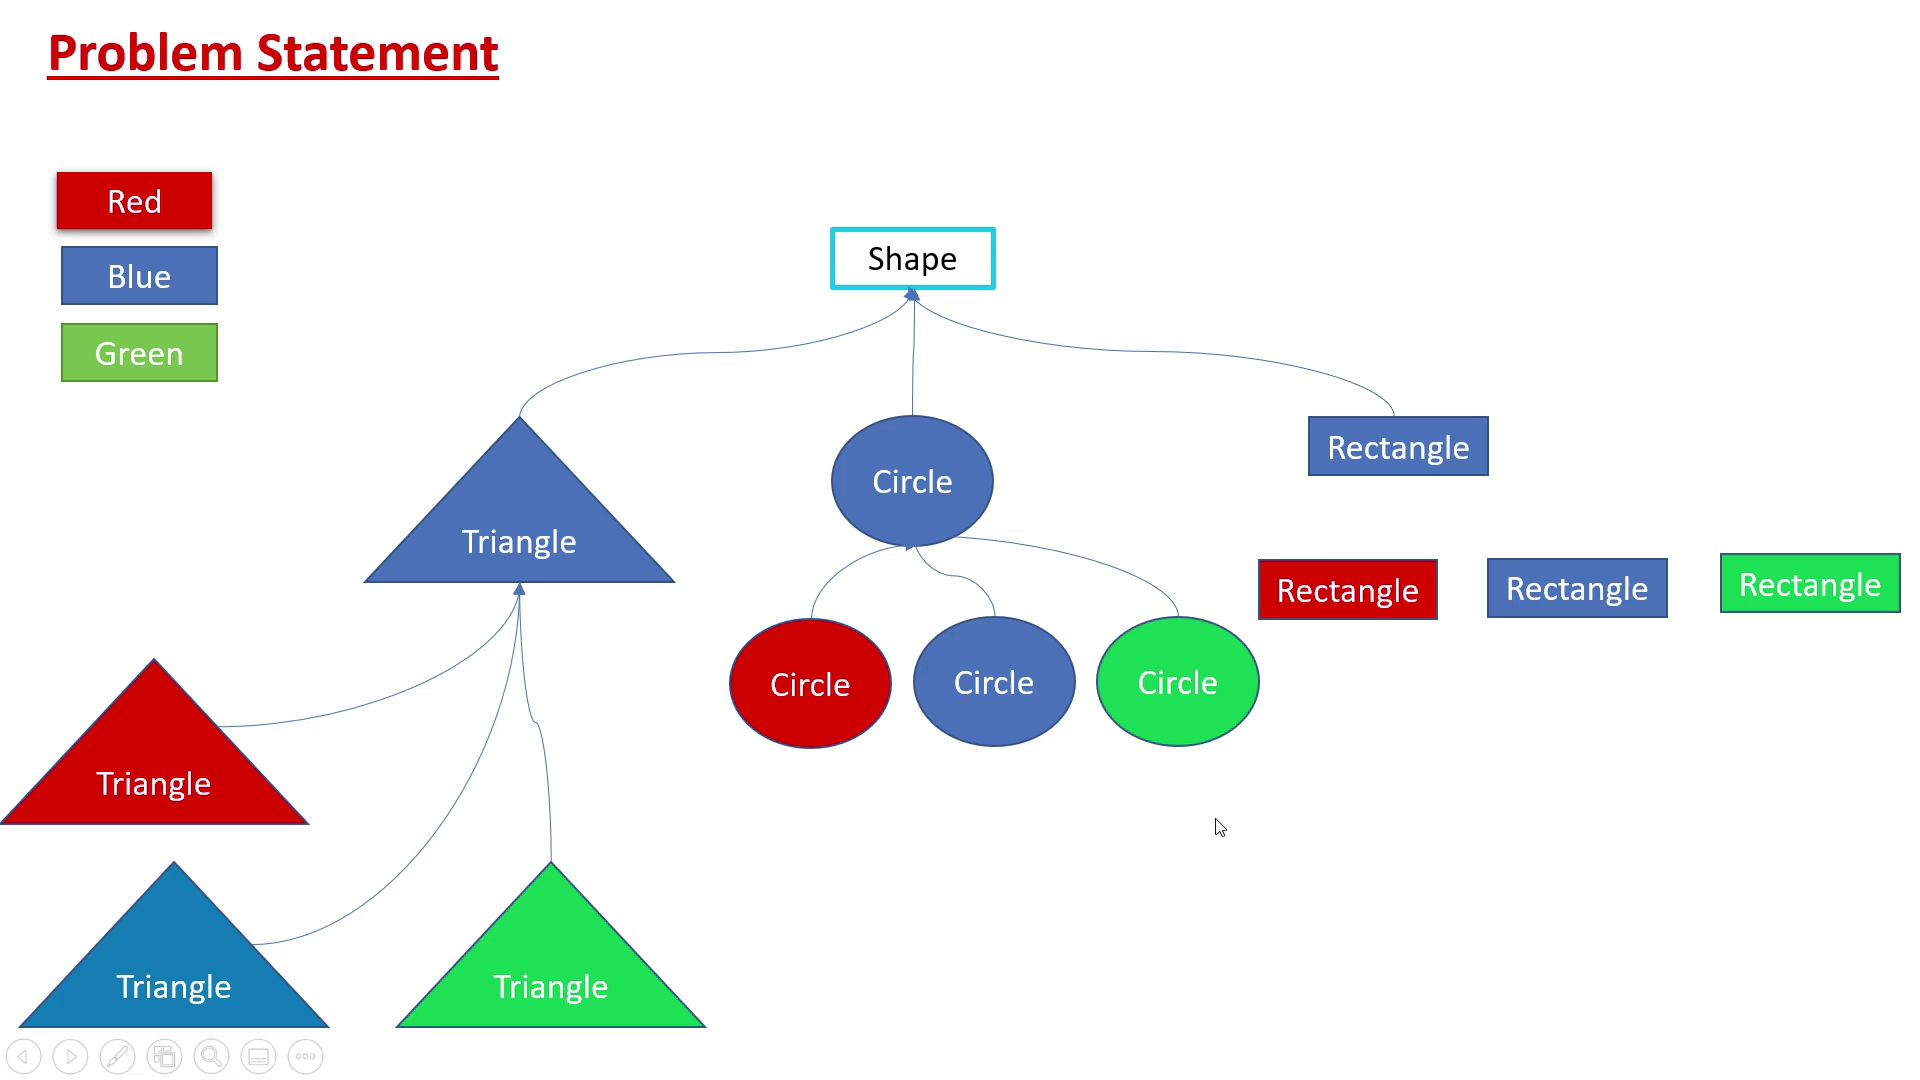 Problem Statement
Red
Blue
Green
Shape
Triangle
Circle
Rectangle
Rectangle
Rectangle
Rectangle
Circle
Circle
Circle
Triangle
Triangle
Triangle